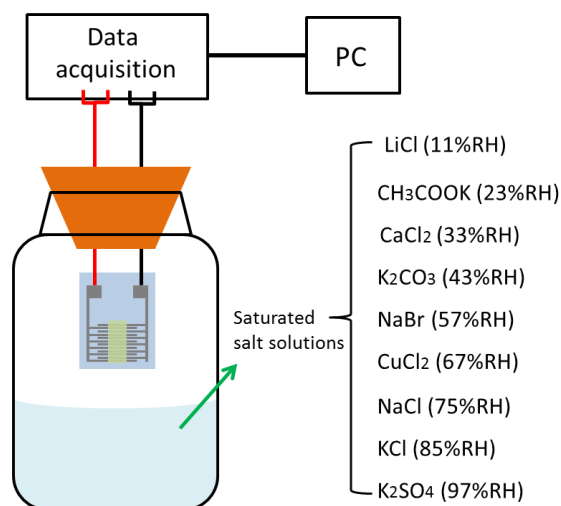 Data
acquisition
PC
Saturated
salt solutions
LiCl (11%RH)
CH3COOK (23%RH)
CaCl2 (33%RH)
K2CO3 (43%RH)
NaBr (57%RH)
CuCl2 (67%RH)
NaCl (75%RH)
KCl (85%RH)
K2SO4 (97%RH)